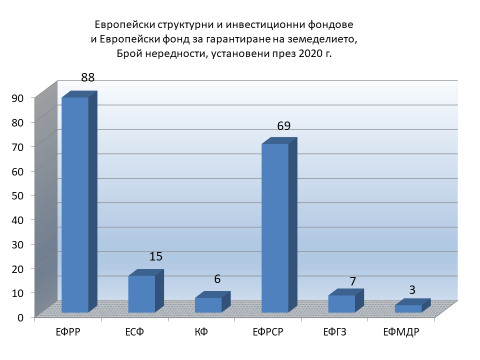 Европейски структурни и инвестиционни фондове
и Европейски фонд за гарантиране на земеделието,
Брой нередности, установени през 2020 г.
88
90
80
70
60
50
40
30
20
10
0
15
6
69
7
3
ЕФРР
ЕСФ
КФ
ЕФРСР
ЕФГЗ
ЕФМДР